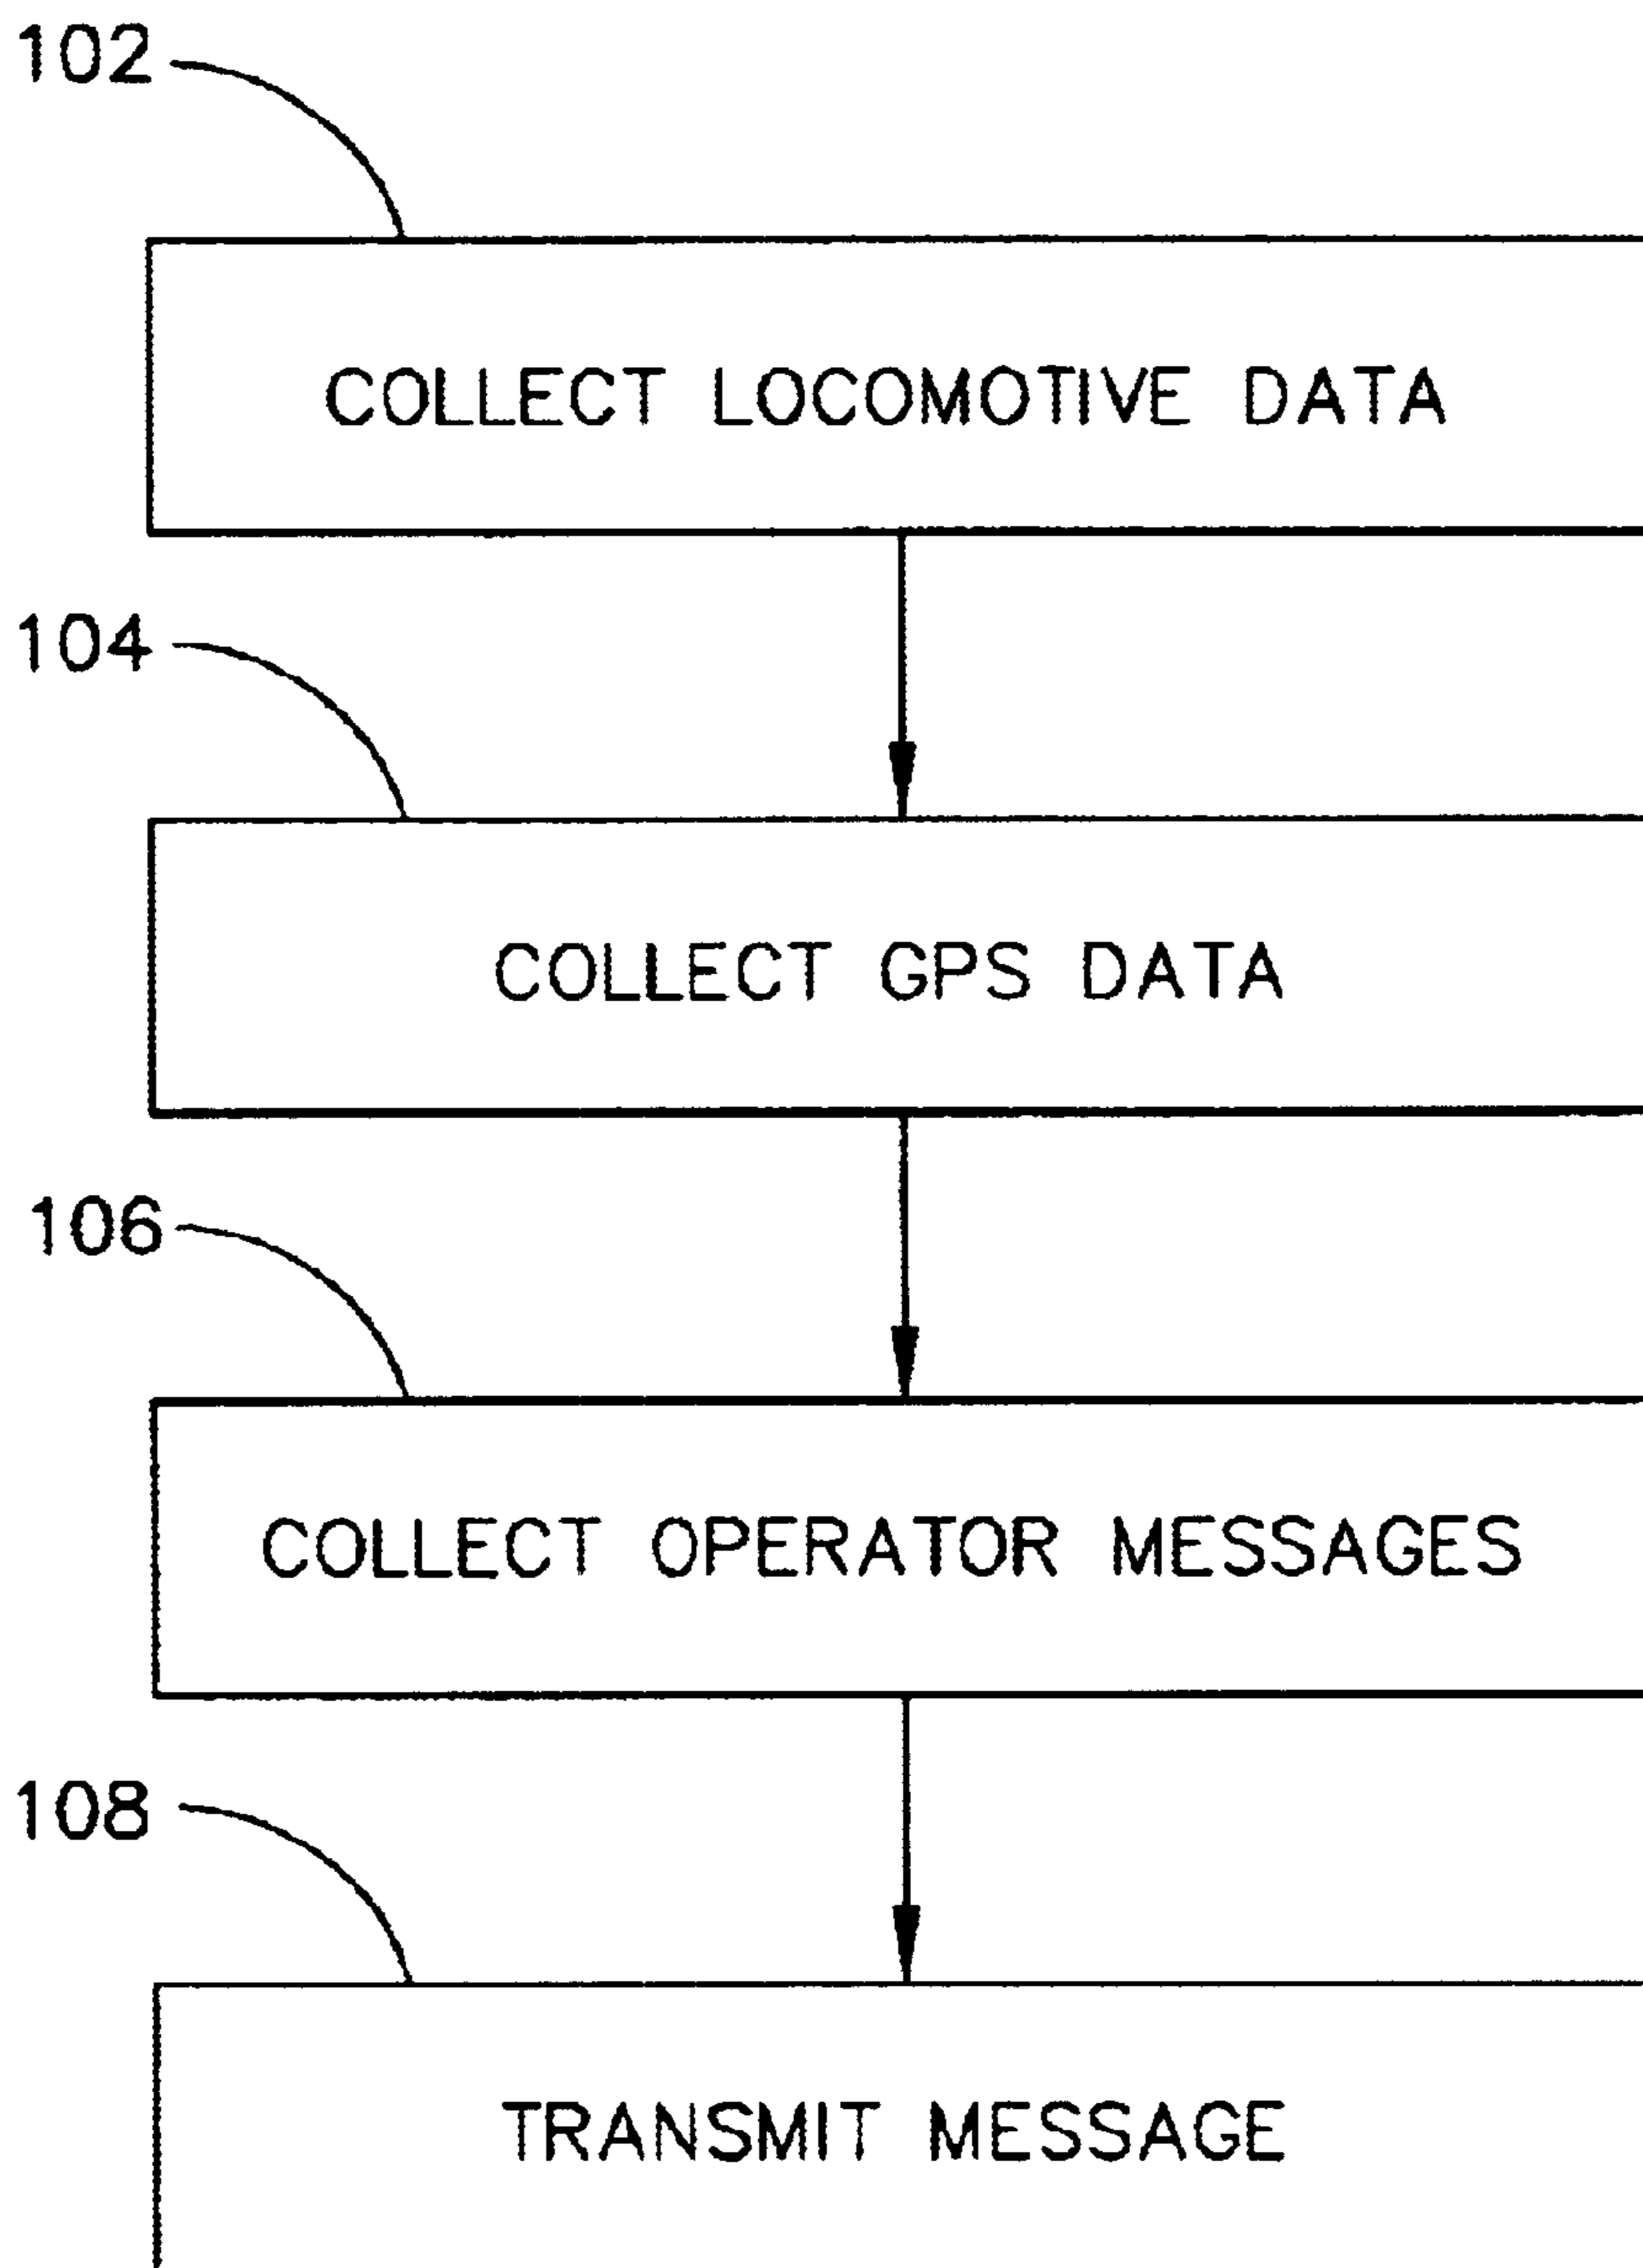 102
COLLECT LOCOMOTIVE DATA
104
COLLECT GPS DATA
106
COLLECT OPERATOR MESSAGES
108
TRANSMIT MESSAGE